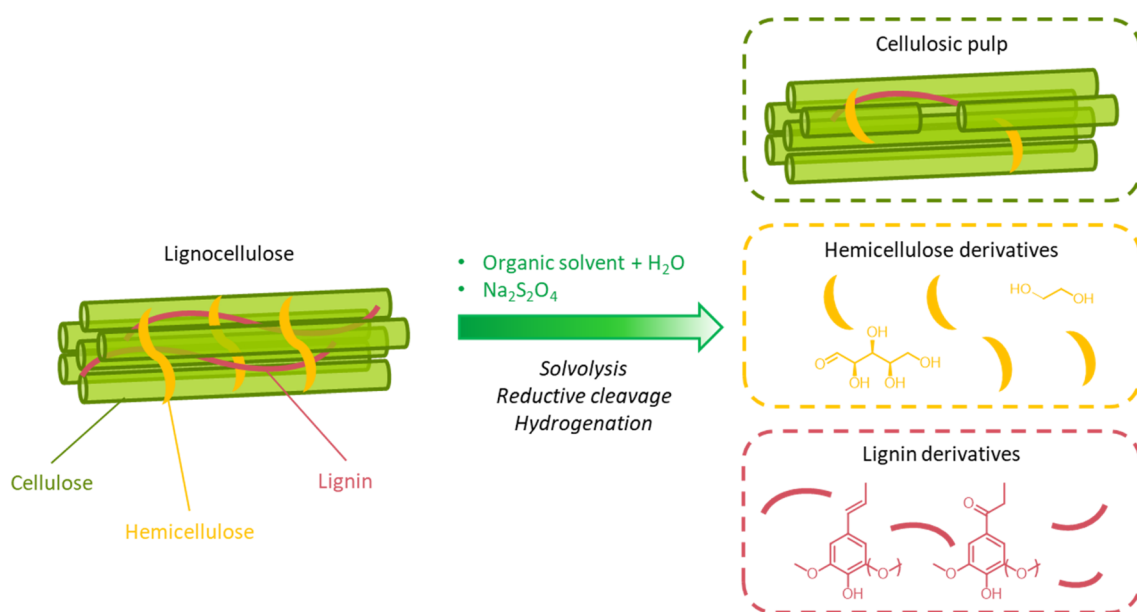 Lignocellulose
Cellulose
Hemicellulose
Lignin
• Organic solvent + H₂O
• Na₂S₂O₄
Solvolysis
Reductive cleavage
Hydrogenation
Cellulosic pulp
Hemicellulose derivatives
HO
OH
OH
O
OH
OH
OH
Lignin derivatives
O
O
(O)
OH
O
(O)
OH